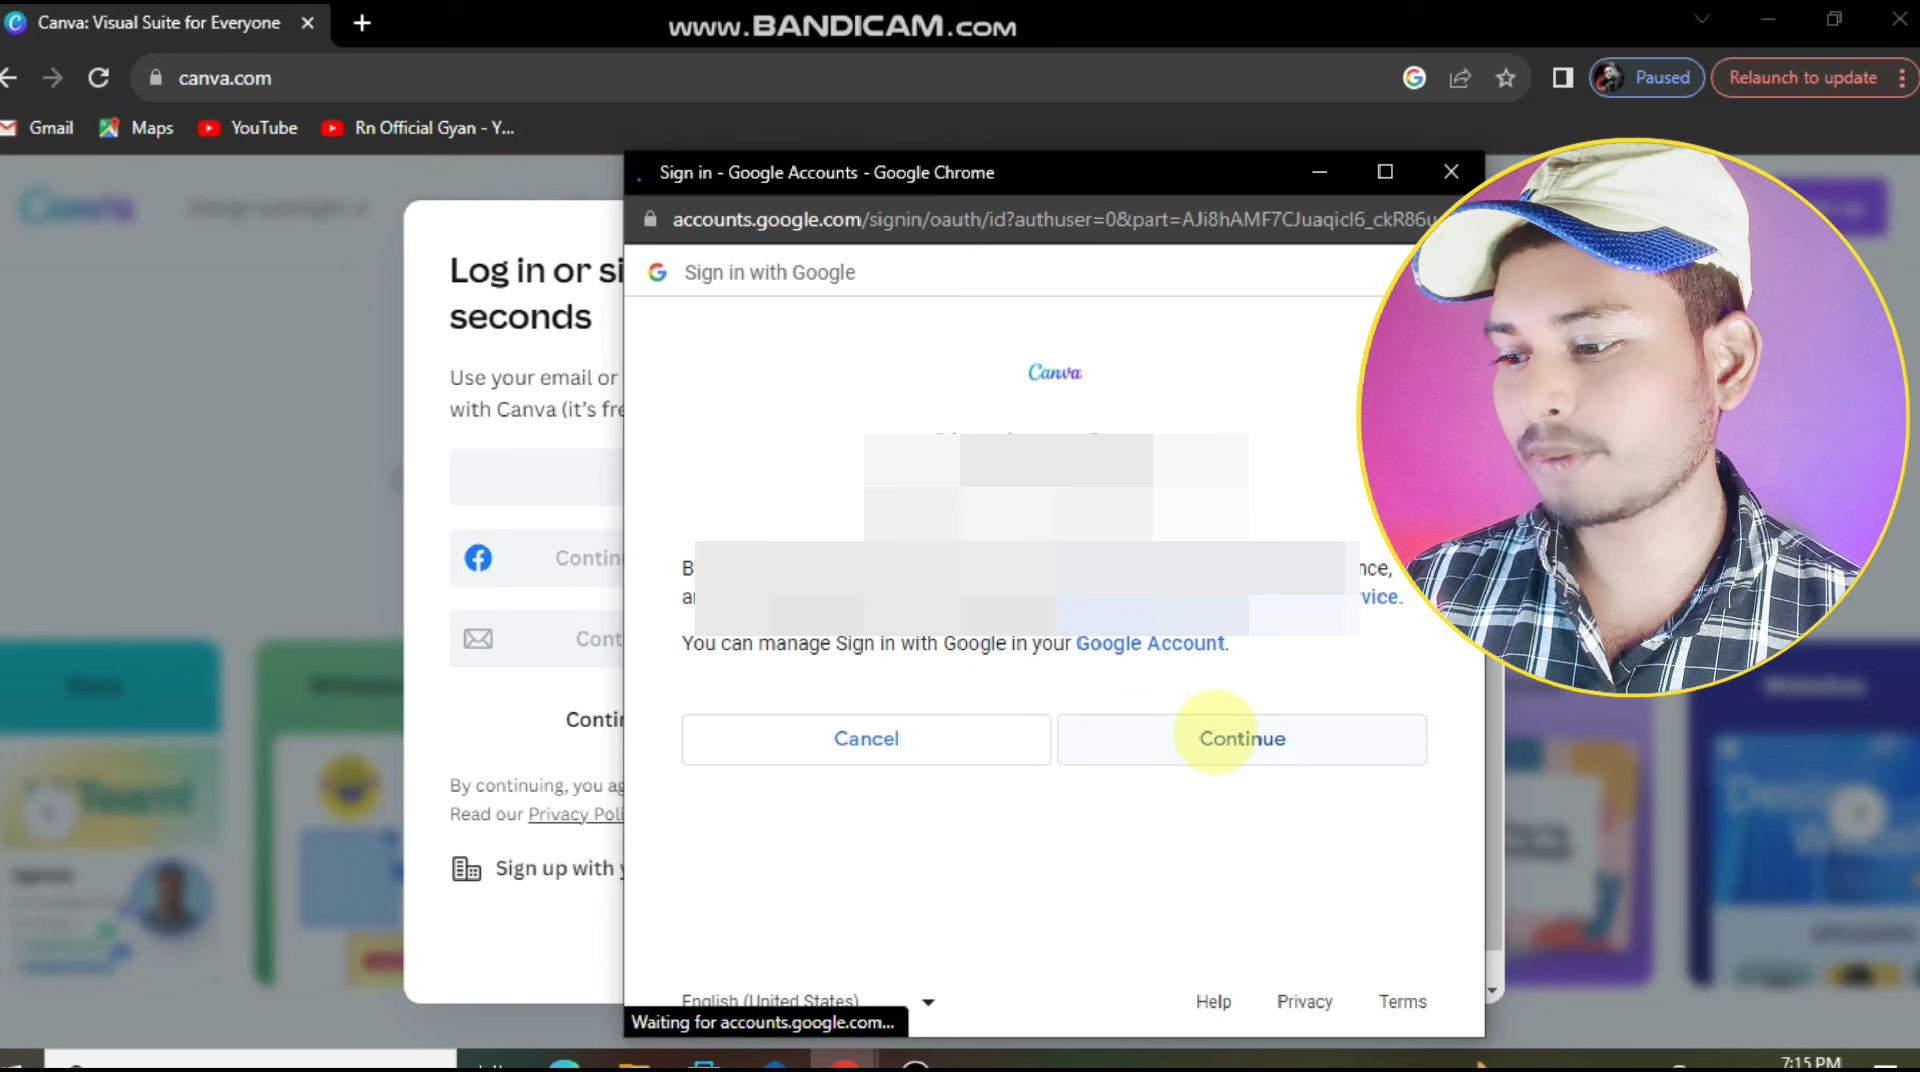 Canva: Visual Suite for Everyone
www.BANDICAM.com
canva.com
Paused
Relaunch to update
Gmail
Maps
YouTube
Rn Official Gyan - Y...
Sign in - Google Accounts - Google Chrome
accounts.google.com/signin/oauth/id?authuser=0&part=AJi8hAMF7CJuaqicl6_ckR86u
Sign in with Google
Canva
Log in or si
seconds
Use your email or
with Canva (it's fre
Contin
Cont
Contin
By continuing, you ag
Read our Privacy Poli
Sign up with y
Canva
B
nce,
ar
vice.
You can manage Sign in with Google in your Google Account.
Cancel
Continue
English (United States)
Help
Privacy
Terms
Waiting for accounts.google.com...
7:15 PM